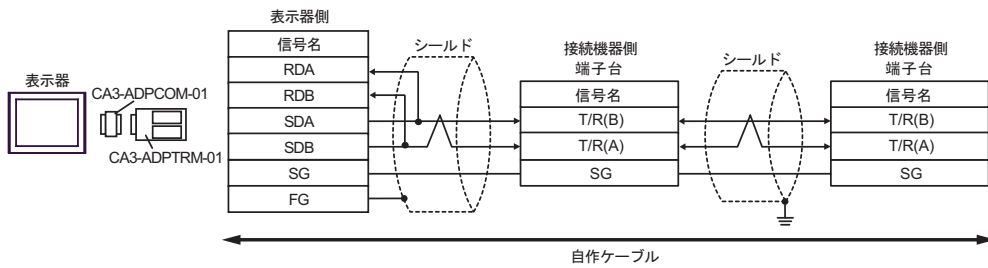 表示器
CA3-ADPCOM-01
CA3-ADPTRM-01
表示器側
信号名
RDA
RDB
SDA
SDB
SG
FG
シールド
接続機器側
端子台
信号名
T/R(B)
T/R(A)
SG
シールド
接続機器側
端子台
信号名
T/R(B)
T/R(A)
SG
自作ケーブル